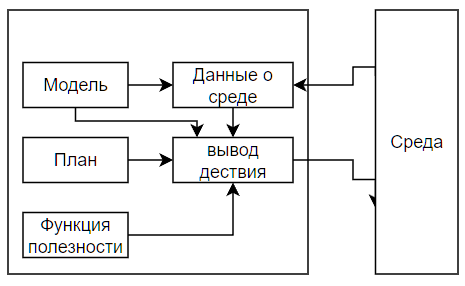 Модель
Данные о
среде
Среда
План
вывод
дествия
Функция
полезности